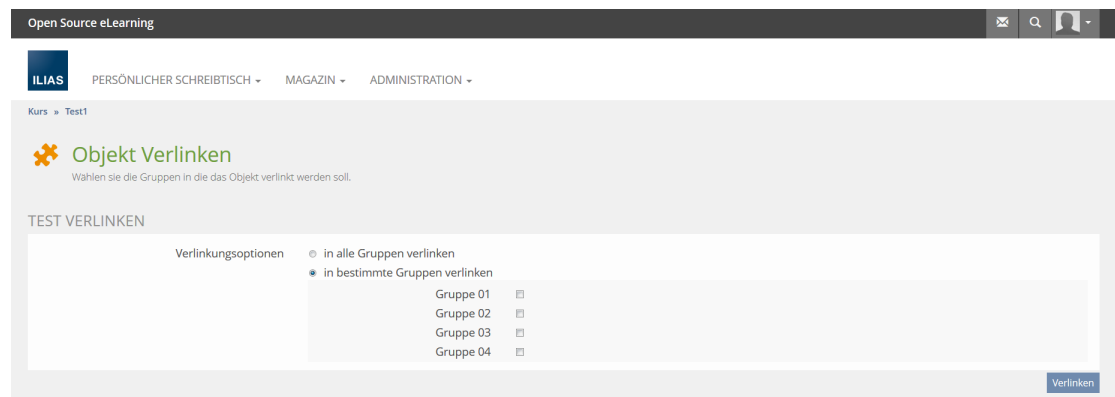 Open Source eLearning
ILIAS PERSÖNLICHER SCHREIBTISCH MAGAZIN ADMINISTRATION
Kurs » Test1
Objekt Verlinken
Wählen sie die Gruppen in die das Objekt verlinkt werden soll.
TEST VERLINKEN
Verlinkungsoptionen in alle Gruppen verlinken
in bestimmte Gruppen verlinken
Gruppe 01
Gruppe 02
Gruppe 03
Gruppe 04
Verlinken